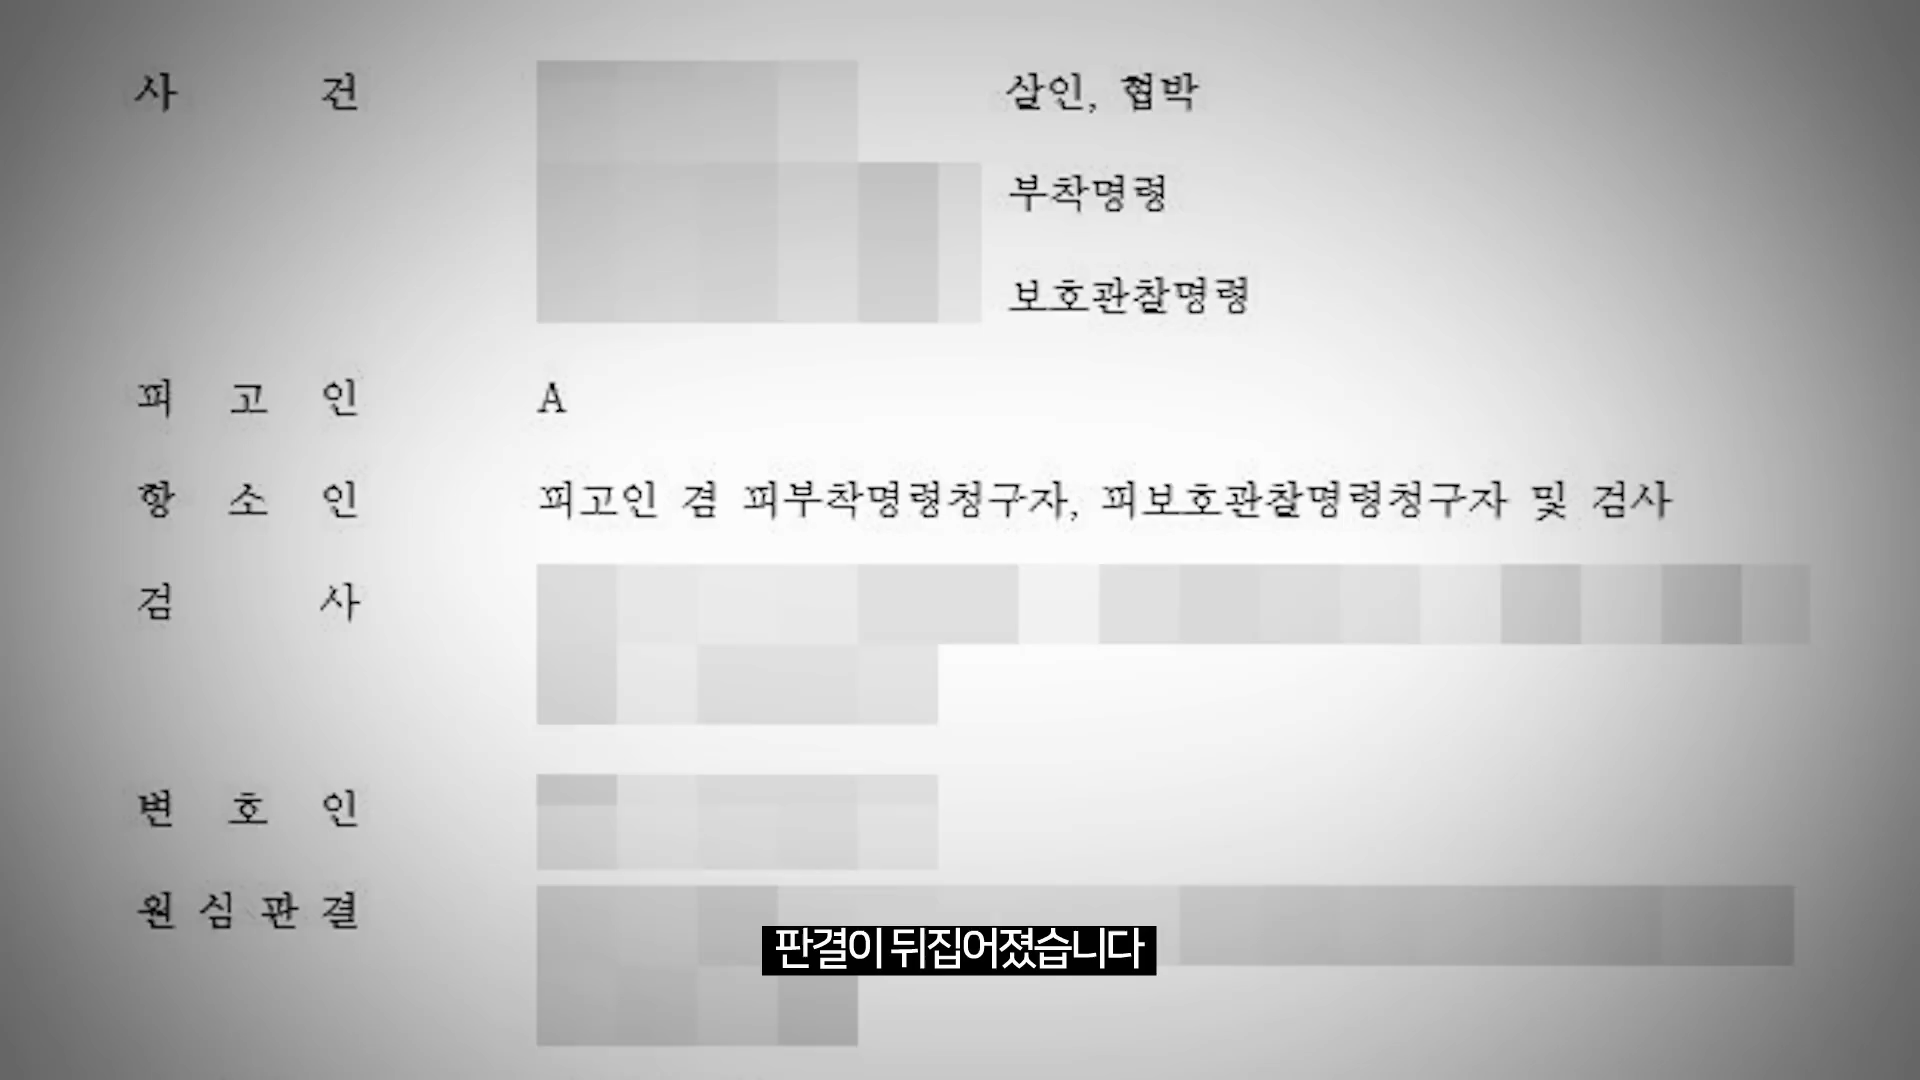 사 건 살인, 협박
부착명령
보호관찰명령
피 고 인 A
항 소 인 피고인 겸 피부착명령청구자, 피보호관찰명령청구자 및 검사
검 사
변 호 인
원 심 판 결
판결이 뒤집어졌습니다